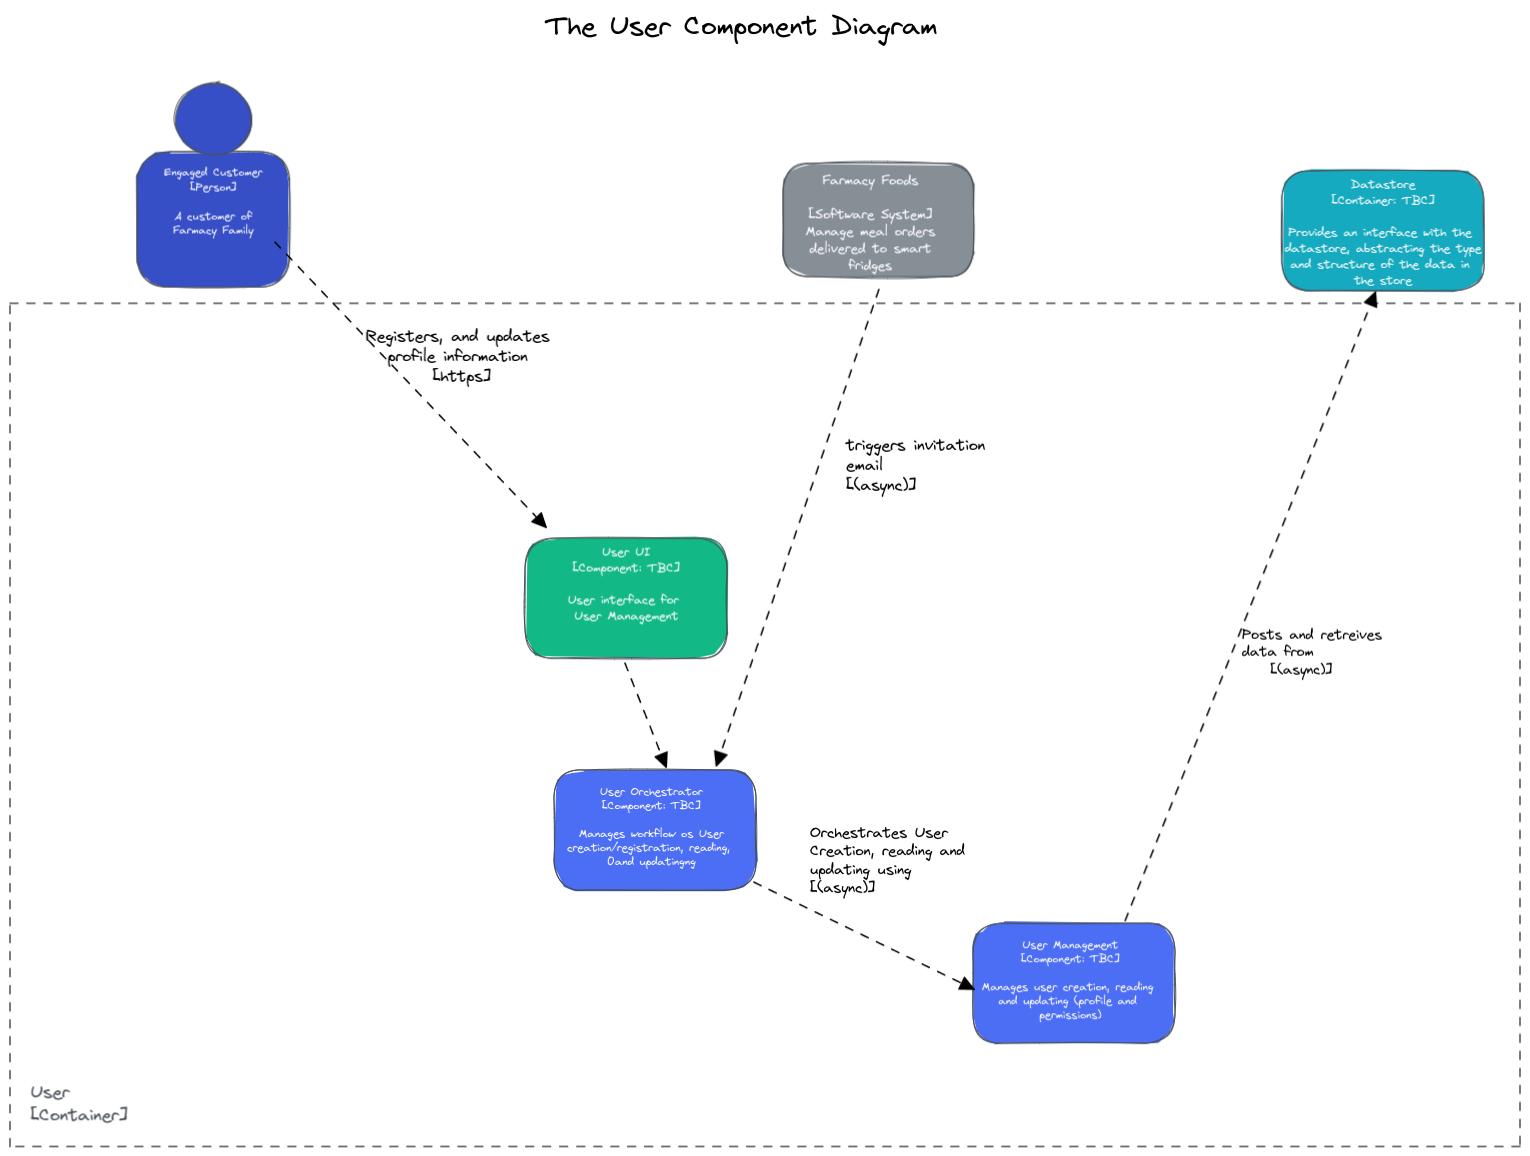 The User Component Diagram
Engaged Customer
[Person]
A customer of
Farmacy Family
Farmacy Foods
[Software System]
Manage meal orders
delivered to smart
fridges
Datastore
[Container: TBC]
Provides an interface with the
datastore, abstracting the type
and structure of the data in
the store
Registers, and updates
profile information
[https]
triggers invitation
email
[(async)]
User UI
[Component: TBC]
User interface for
User Management
Posts and retreives
data from
[(async)]
User Orchestrator
[Component: TBC]
Manages workflow os User
creation/registration, reading,
0and updatingng
Orchestrates User
Creation, reading and
updating using
[(async)]
User Management
[Component: TBC]
Manages user creation, reading
and updating (profile and
permissions)
User
[Container]